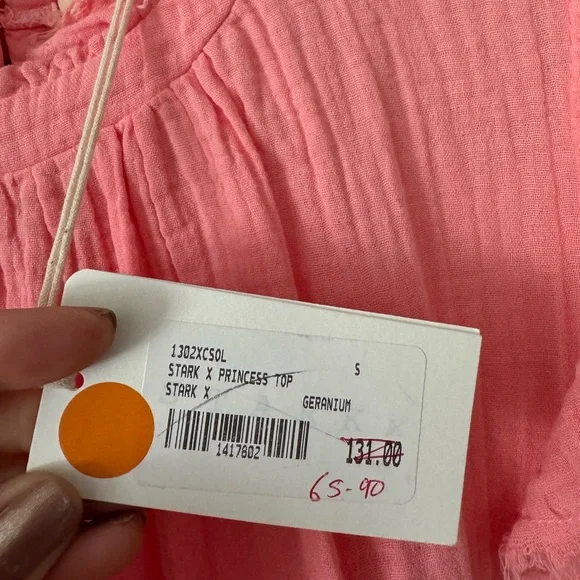 1302XCSOL S
STARK X PRINCESS TOP
STARK X GERANIUM
1417802 131.00
65-90